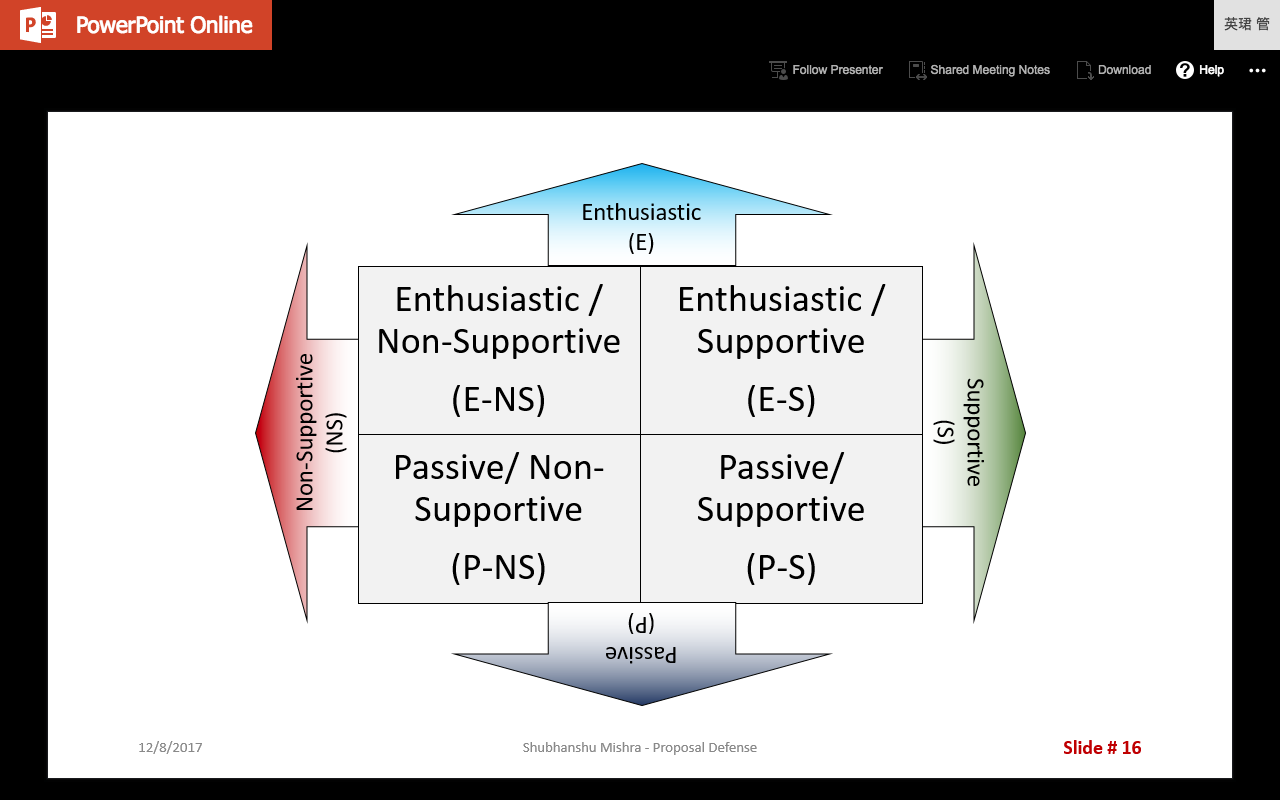 PowerPoint Online
英珺 管
Follow Presenter
Shared Meeting Notes
Download
Help
Enthusiastic
(E)
Non-Supportive
(NS)
Enthusiastic /
Non-Supportive
(E-NS)
Enthusiastic /
Supportive
(E-S)
Supportive
(S)
Passive/ Non-
Supportive
(P-NS)
Passive/
Supportive
(P-S)
Passive
(P)
12/8/2017
Shubhanshu Mishra - Proposal Defense
Slide # 16